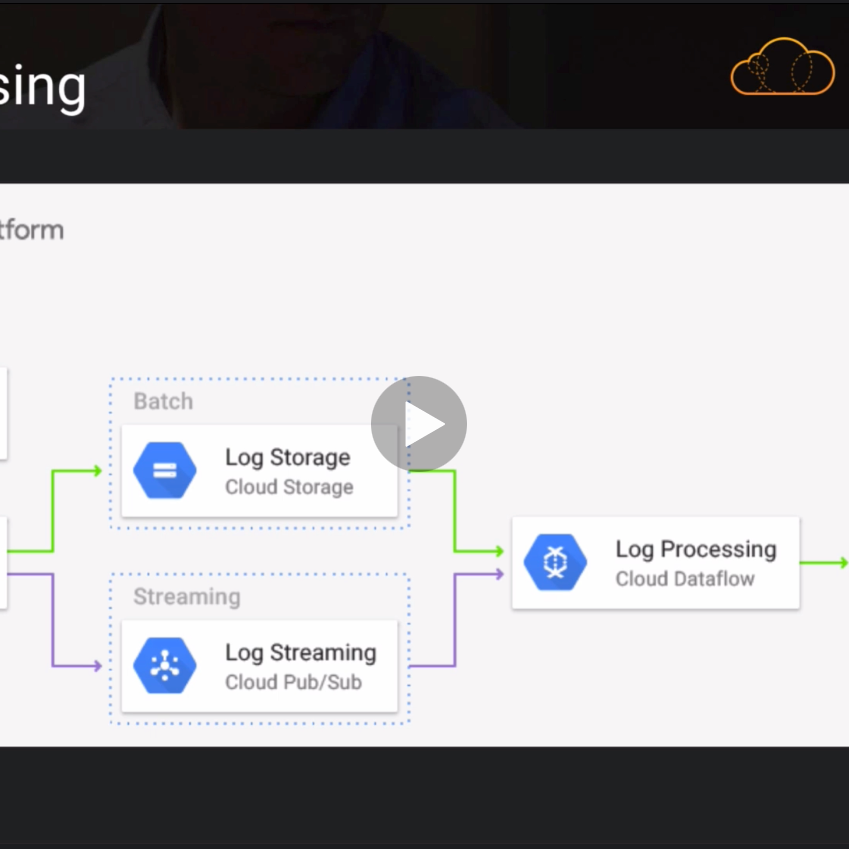 sing
tform
Batch
Log Storage
Cloud Storage
Log Processing
Cloud Dataflow
Streaming
Log Streaming
Cloud Pub/Sub